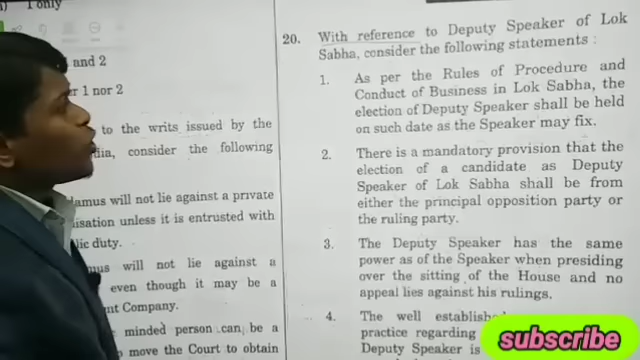 1 only
and 2
1 nor 2
to the writs issued by the
consider the following
will not lie against a private
unless it is entrusted with
duty.
will not lie against a
even though it may be a
Company.
minded person can be a
move the Court to obtain
20. With reference to Deputy Speaker of Lok
Sabha, consider the following statements :
1. As per the Rules of Procedure and
Conduct of Business in Lok Sabha, the
election of Deputy Speaker shall be held
on such date as the Speaker may fix.
2. There is a mandatory provision that the
election of a candidate as Deputy
Speaker of Lok Sabha shall be from
either the principal opposition party or
the ruling party.
3. The Deputy Speaker has the same
power as of the Speaker when presiding
over the sitting of the House and no
appeal lies against his rulings.
4. The well
practice regarding
Deputy Speaker is
subscribe